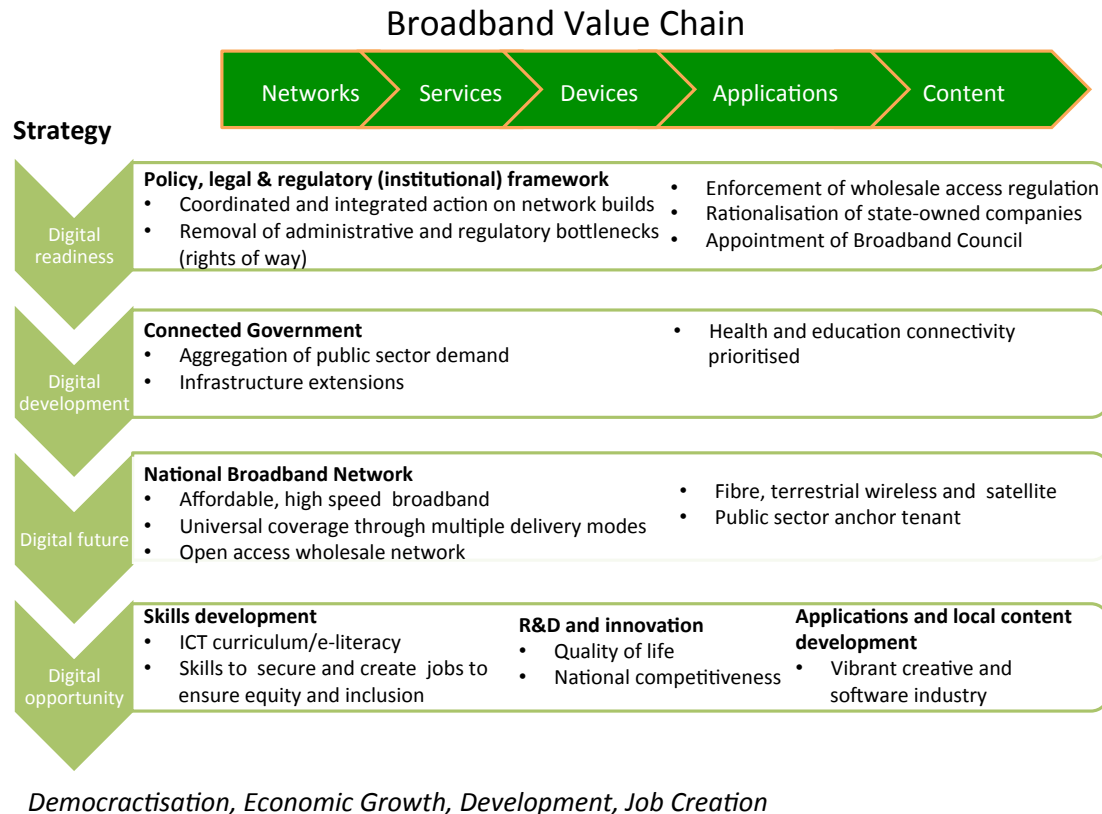 Broadband Value Chain
Networks
Services
Devices
Applications
Content
Strategy
Digital
readiness
Policy, legal & regulatory (institutional) framework
• Coordinated and integrated action on network builds
• Removal of administrative and regulatory bottlenecks
(rights of way)
• Enforcement of wholesale access regulation
• Rationalisation of state-owned companies
• Appointment of Broadband Council
Digital
development
Connected Government
• Aggregation of public sector demand
• Infrastructure extensions
• Health and education connectivity
prioritised
Digital future
National Broadband Network
• Affordable, high speed broadband
• Universal coverage through multiple delivery modes
• Open access wholesale network
• Fibre, terrestrial wireless and satellite
• Public sector anchor tenant
Digital
opportunity
Skills development
• ICT curriculum/e-literacy
• Skills to secure and create jobs to
ensure equity and inclusion
R&D and innovation
• Quality of life
• National competitiveness
Applications and local content
development
• Vibrant creative and
software industry
Democractisation, Economic Growth, Development, Job Creation